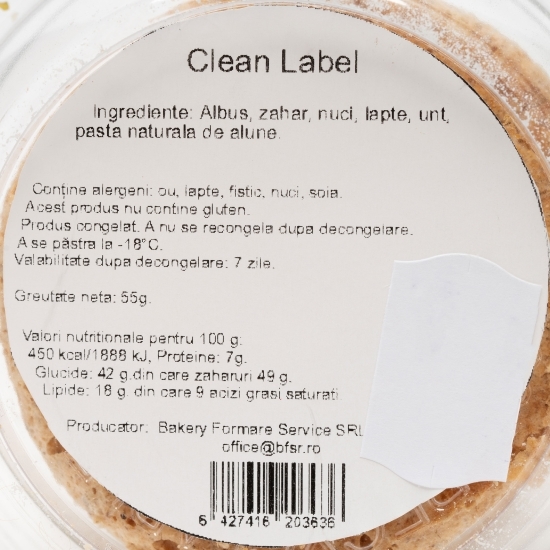 Clean Label
Ingrediente: Albus, zahar, nuci, lapte, unt,
pasta naturala de alune.
Conține alergeni: ou, lapte, fistic, nuci, soia.
Acest produs nu contine gluten.
Produs congelat. A nu se recongela dupa decongelare.
A se păstra la -18°C.
Valabilitate dupa decongelare: 7 zile.
Greutate neta: 55g.
Valori nutritionale pentru 100 g:
450 kcal/1888 kJ, Proteine: 7g.
Glucide: 42 g din care zaharuri 49 g.
Lipide: 18 g din care 9 acizi grasi saturati.
Producator: Bakery Formare Service SRL
office@bfsr.ro
6 427416 203636